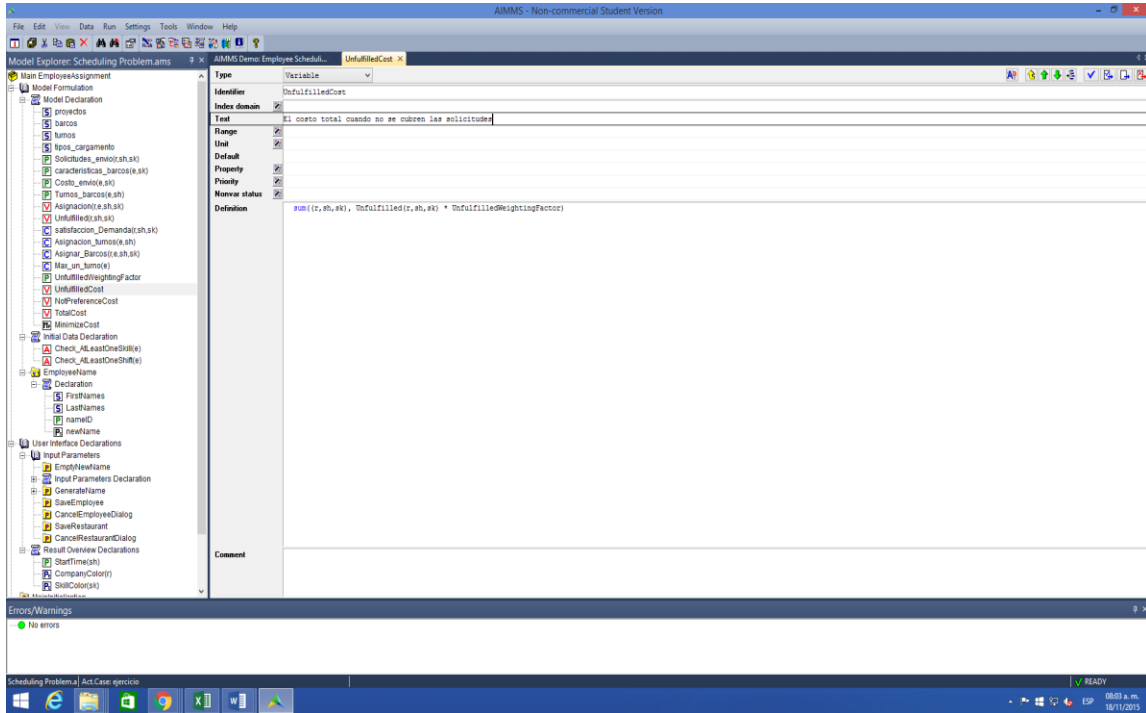 AIMMS - Non-commercial Student Version
File Edit View Data Run Settings Tools Window Help
Model Explorer: Scheduling Problem.ams
AIMMS Demo: Employee Scheduli...
UnfulfilledCost
Main EmployeeAssignment
Model Formulation
Model Declaration
proyectos
barcos
turnos
tipos_cargamento
Solicitudes_envio(r,sh,sk)
caracteristicas_barcos(e,sk)
Costo_envio(e,sk)
Turnos_barcos(e,sh)
Asignacion(r,e,sh,sk)
Unfulfilled(r,sh,sk)
satisfaccion_Demanda(r,sh,sk)
Asignacion_turnos(e,sh)
Asignar_Barcos(r,e,sh,sk)
Max_un_turno(e)
UnfulfilledWeightingFactor
UnfulfilledCost
NotPreferenceCost
TotalCost
MinimizeCost
Initial Data Declaration
Check_AtLeastOneSkill(e)
Check_AtLeastOneShift(e)
EmployeeName
Declaration
FirstNames
LastNames
nameID
newName
User Interface Declarations
Input Parameters
EmptyNewName
Input Parameters Declaration
GenerateName
SaveEmployee
CancelEmployeeDialog
SaveRestaurant
CancelRestaurantDialog
Result Overview Declarations
StartTime(sh)
CompanyColor(r)
SkillColor(sk)
Type Variable
Identifier UnfulfilledCost
Index domain
Text El costo total cuando no se cubren las solicitudes
Range
Unit
Default
Property
Priority
Nonvar status
Definition sum((r,sh,sk), Unfulfilled(r,sh,sk) * UnfulfilledWeightingFactor)
Comment
Errors/Warnings
No errors
Scheduling Problem.a Act.Case: ejercicio
READY
ESP
08:03 a. m.
18/11/2015